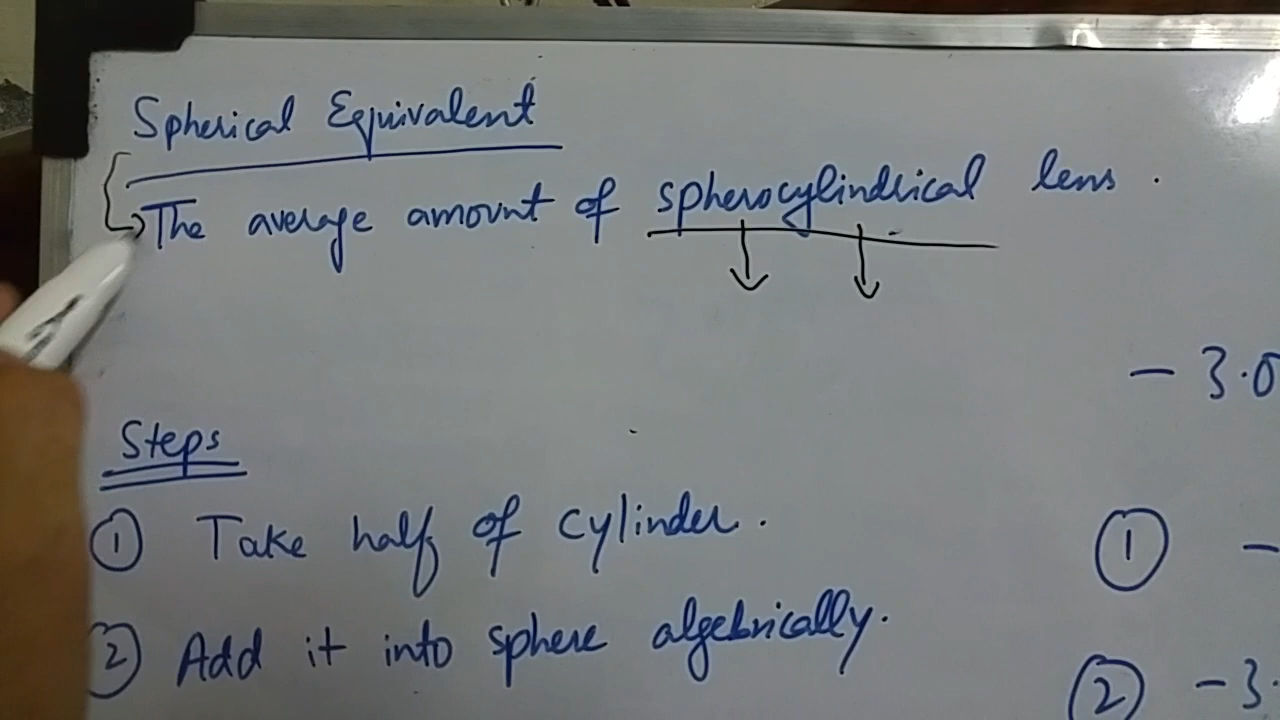 Spherical Equivalent
The average amount of spherocylindrical lens.
- 3.0
Steps
① Take half of cylinder.
① -
② Add it into sphere algebrically.
② -3.